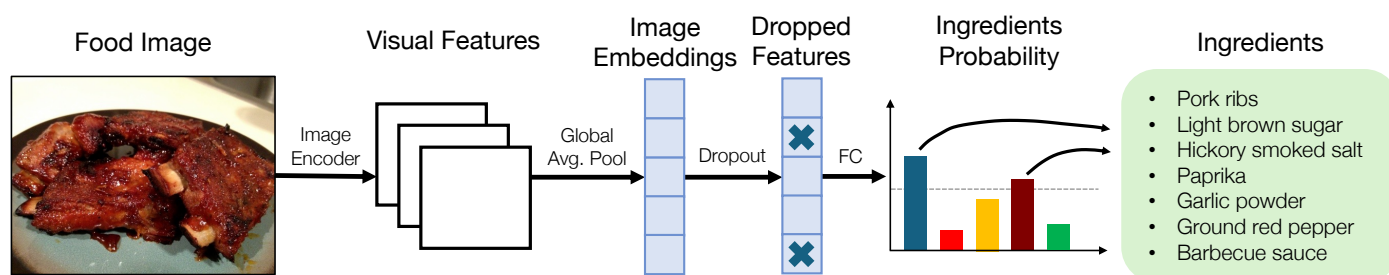 Food Image
Visual Features
Image
Embeddings
Dropped
Features
Ingredients
Probability
Ingredients
Image
Encoder
Global
Avg. Pool
Dropout
FC
• Pork ribs
• Light brown sugar
• Hickory smoked salt
• Paprika
• Garlic powder
• Ground red pepper
• Barbecue sauce